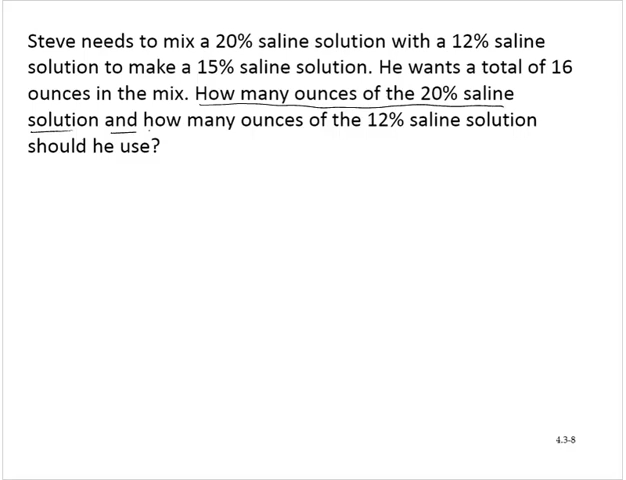 Steve needs to mix a 20% saline solution with a 12% saline
solution to make a 15% saline solution. He wants a total of 16
ounces in the mix. How many ounces of the 20% saline
solution and how many ounces of the 12% saline solution
should he use?
4.3-8